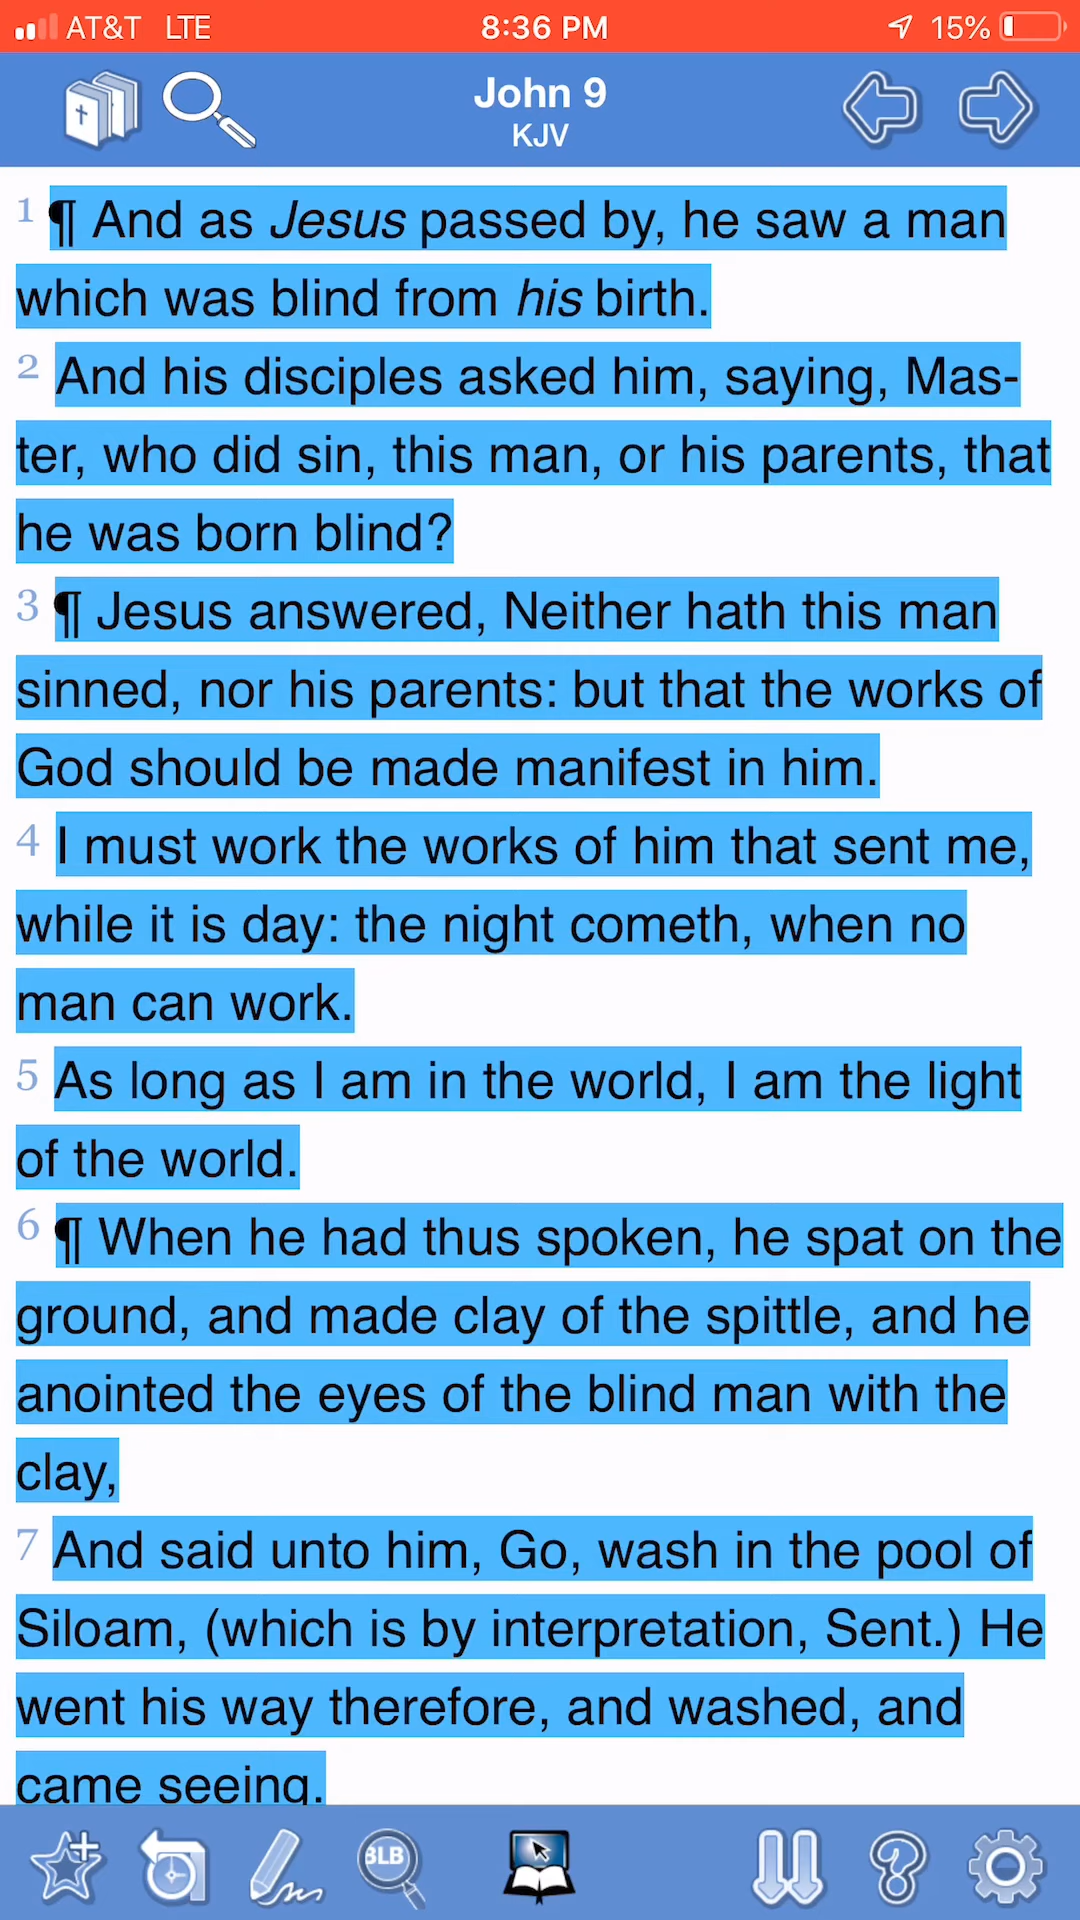 AT&T LTE 8:36 PM 15%
John 9
KJV
1 ¶ And as Jesus passed by, he saw a man
which was blind from his birth.
2 And his disciples asked him, saying, Mas-
ter, who did sin, this man, or his parents, that
he was born blind?
3 ¶ Jesus answered, Neither hath this man
sinned, nor his parents: but that the works of
God should be made manifest in him.
4 I must work the works of him that sent me,
while it is day: the night cometh, when no
man can work.
5 As long as I am in the world, I am the light
of the world.
6 ¶ When he had thus spoken, he spat on the
ground, and made clay of the spittle, and he
anointed the eyes of the blind man with the
clay,
7 And said unto him, Go, wash in the pool of
Siloam, (which is by interpretation, Sent.) He
went his way therefore, and washed, and
came seeing.
BLB